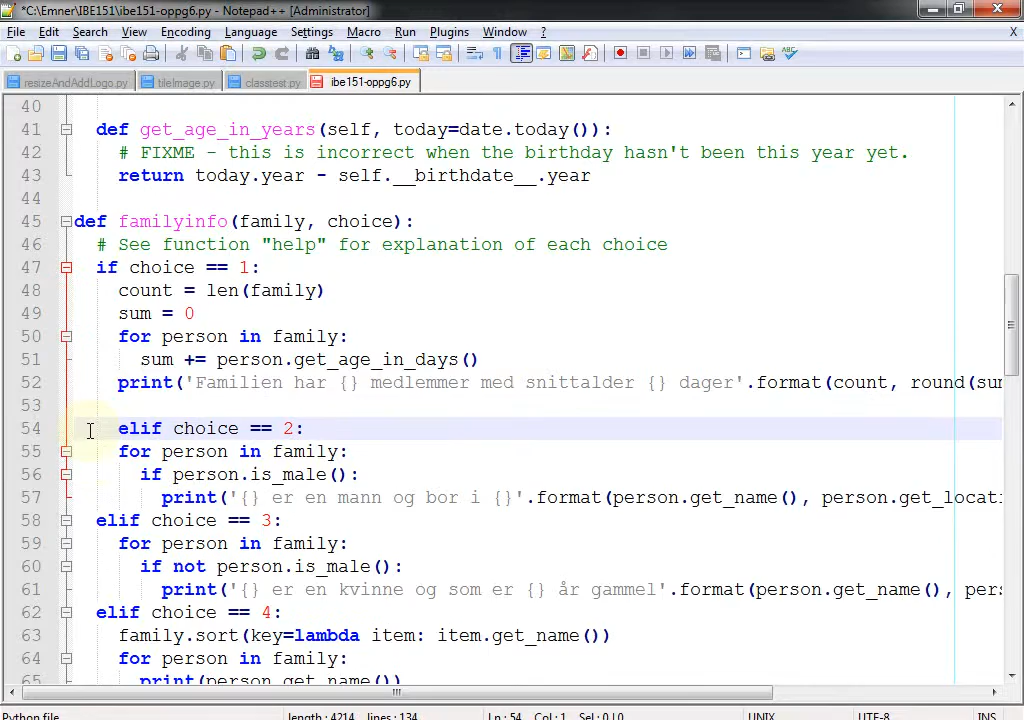 *C:\Emner\IBE151\ibe151-oppg6.py - Notepad++ [Administrator]
File Edit Search View Encoding Language Settings Macro Run Plugins Window ? X
resizeAndAddLogo.py tileImage.py classtest.py ibe151-oppg6.py
40
41 def get_age_in_years(self, today=date.today()):
42 # FIXME - this is incorrect when the birthday hasn't been this year yet.
43 return today.year - self.__birthdate__.year
44
45 def familyinfo(family, choice):
46 # See function "help" for explanation of each choice
47 if choice == 1:
48 count = len(family)
49 sum = 0
50 for person in family:
51 sum += person.get_age_in_days()
52 print('Familien har {} medlemmer med snittalder {} dager'.format(count, round(sum
53
54 elif choice == 2:
55 for person in family:
56 if person.is_male():
57 print('{} er en mann og bor i {}'.format(person.get_name(), person.get_locati
58 elif choice == 3:
59 for person in family:
60 if not person.is_male():
61 print('{} er en kvinne og som er {} år gammel'.format(person.get_name(), pers
62 elif choice == 4:
63 family.sort(key=lambda item: item.get_name())
64 for person in family:
65 print(person.get_name())
Python file length : 4214 lines : 134 Ln : 54 Col : 1 Sel : 0 | 0 UNIX UTF-8 INS